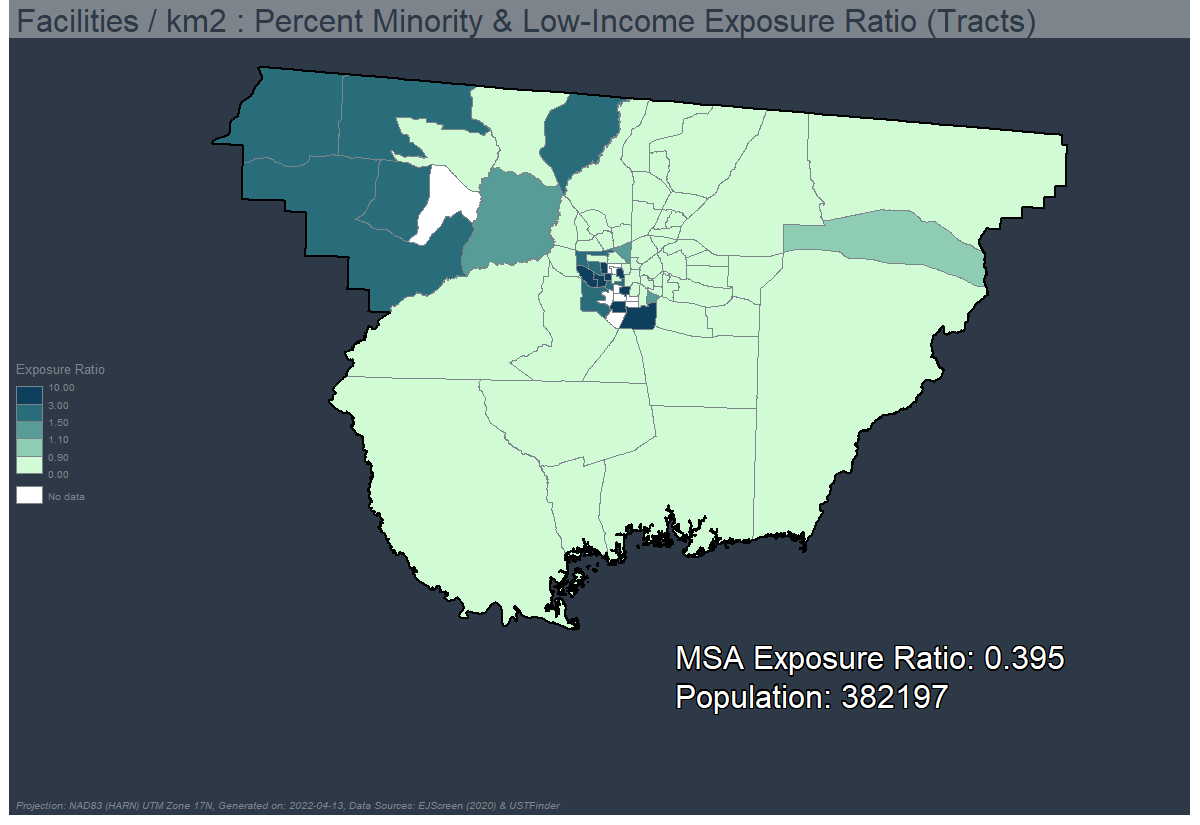 Facilities / km2 : Percent Minority & Low-Income Exposure Ratio (Tracts)
Exposure Ratio
10.00
3.00
1.50
1.10
0.90
0.00
No data
MSA Exposure Ratio: 0.395
Population: 382197
Projection: NAD83 (HARN) UTM Zone 17N, Generated on: 2022-04-13, Data Sources: EJScreen (2020) & USTFinder